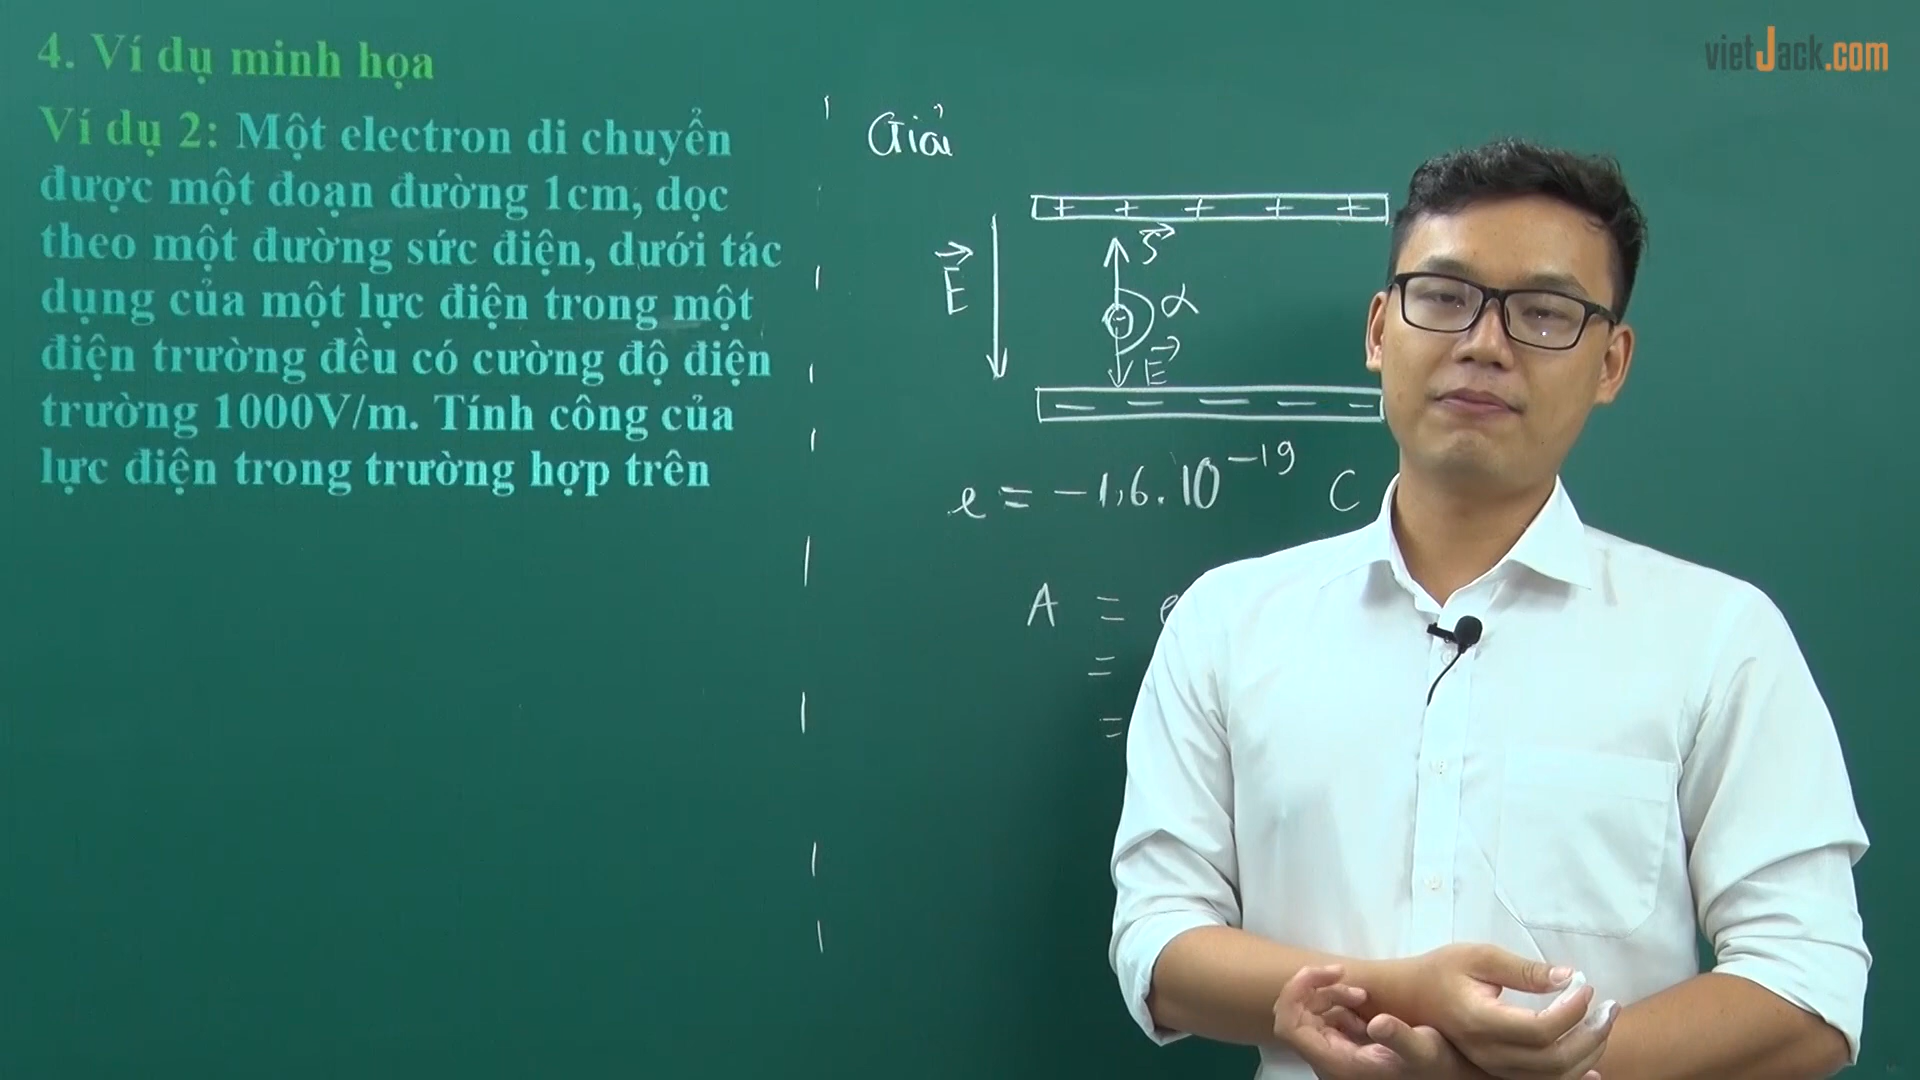 4. Ví dụ minh họa
vietJack.com
Ví dụ 2: Một electron di chuyển
được một đoạn đường 1cm, dọc
theo một đường sức điện, dưới tác
dụng của một lực điện trong một
điện trường đều có cường độ điện
trường 1000V/m. Tính công của
lực điện trong trường hợp trên
Giải
+ + + + +
S⃗
E⃗
α
-
E⃗
- - - - -
e = -1,6.10⁻¹⁹ C
A = e
=
=